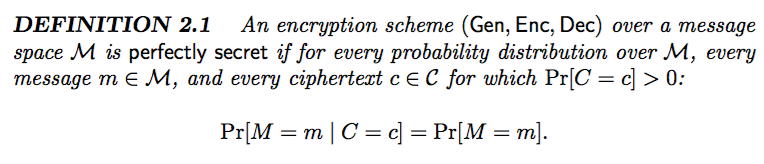 DEFINITION 2.1 An encryption scheme (Gen, Enc, Dec) over a message
space ℳ is perfectly secret if for every probability distribution over ℳ, every
message m ∈ ℳ, and every ciphertext c ∈ 𝒞 for which Pr[C = c] > 0:
Pr[M = m | C = c] = Pr[M = m].